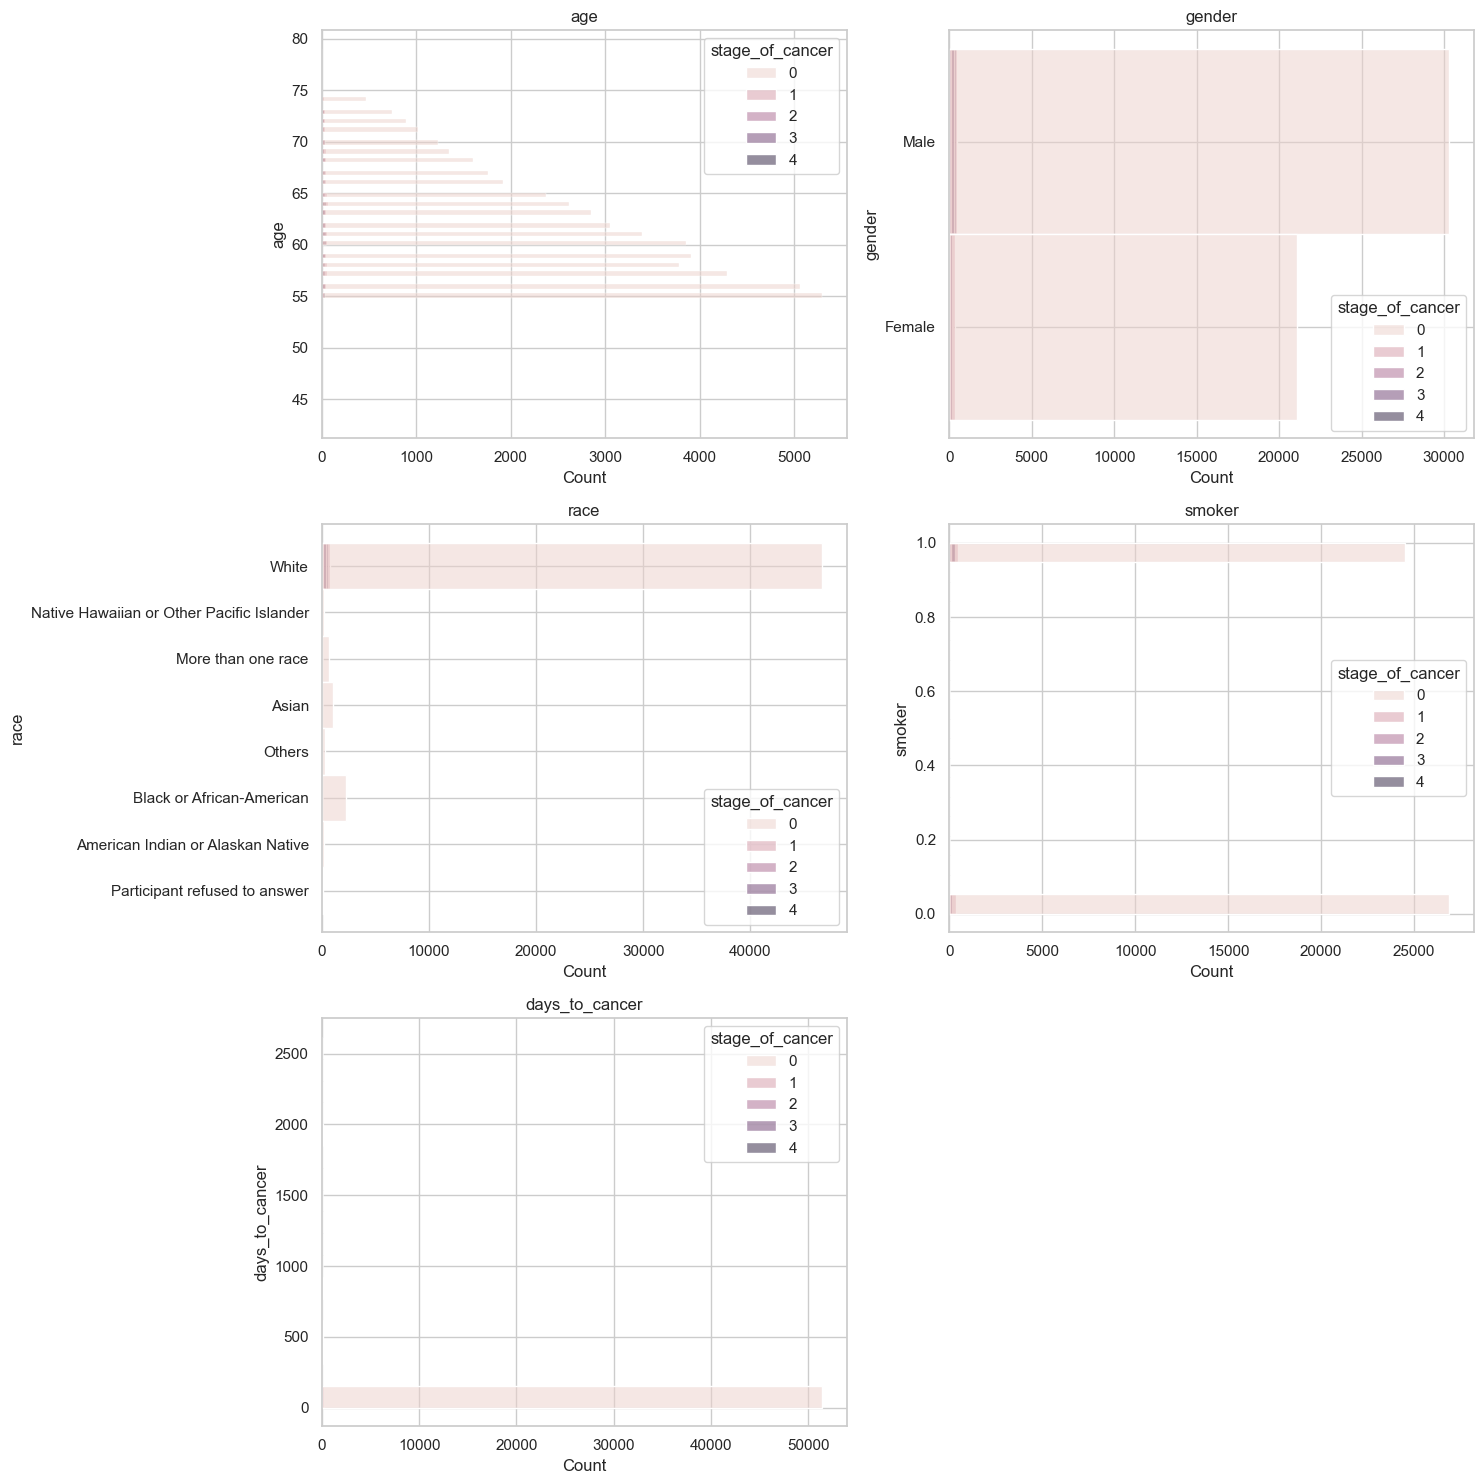 age
80
75
70
65
60
55
50
45
age
0 1000 2000 3000 4000 5000
Count
stage_of_cancer
0
1
2
3
4
gender
Male
Female
gender
0 5000 10000 15000 20000 25000 30000
Count
stage_of_cancer
0
1
2
3
4
race
White
Native Hawaiian or Other Pacific Islander
More than one race
Asian
Others
Black or African-American
American Indian or Alaskan Native
Participant refused to answer
race
0 10000 20000 30000 40000
Count
stage_of_cancer
0
1
2
3
4
smoker
1.0
0.8
0.6
0.4
0.2
0.0
smoker
0 5000 10000 15000 20000 25000
Count
stage_of_cancer
0
1
2
3
4
days_to_cancer
2500
2000
1500
1000
500
0
days_to_cancer
0 10000 20000 30000 40000 50000
Count
stage_of_cancer
0
1
2
3
4